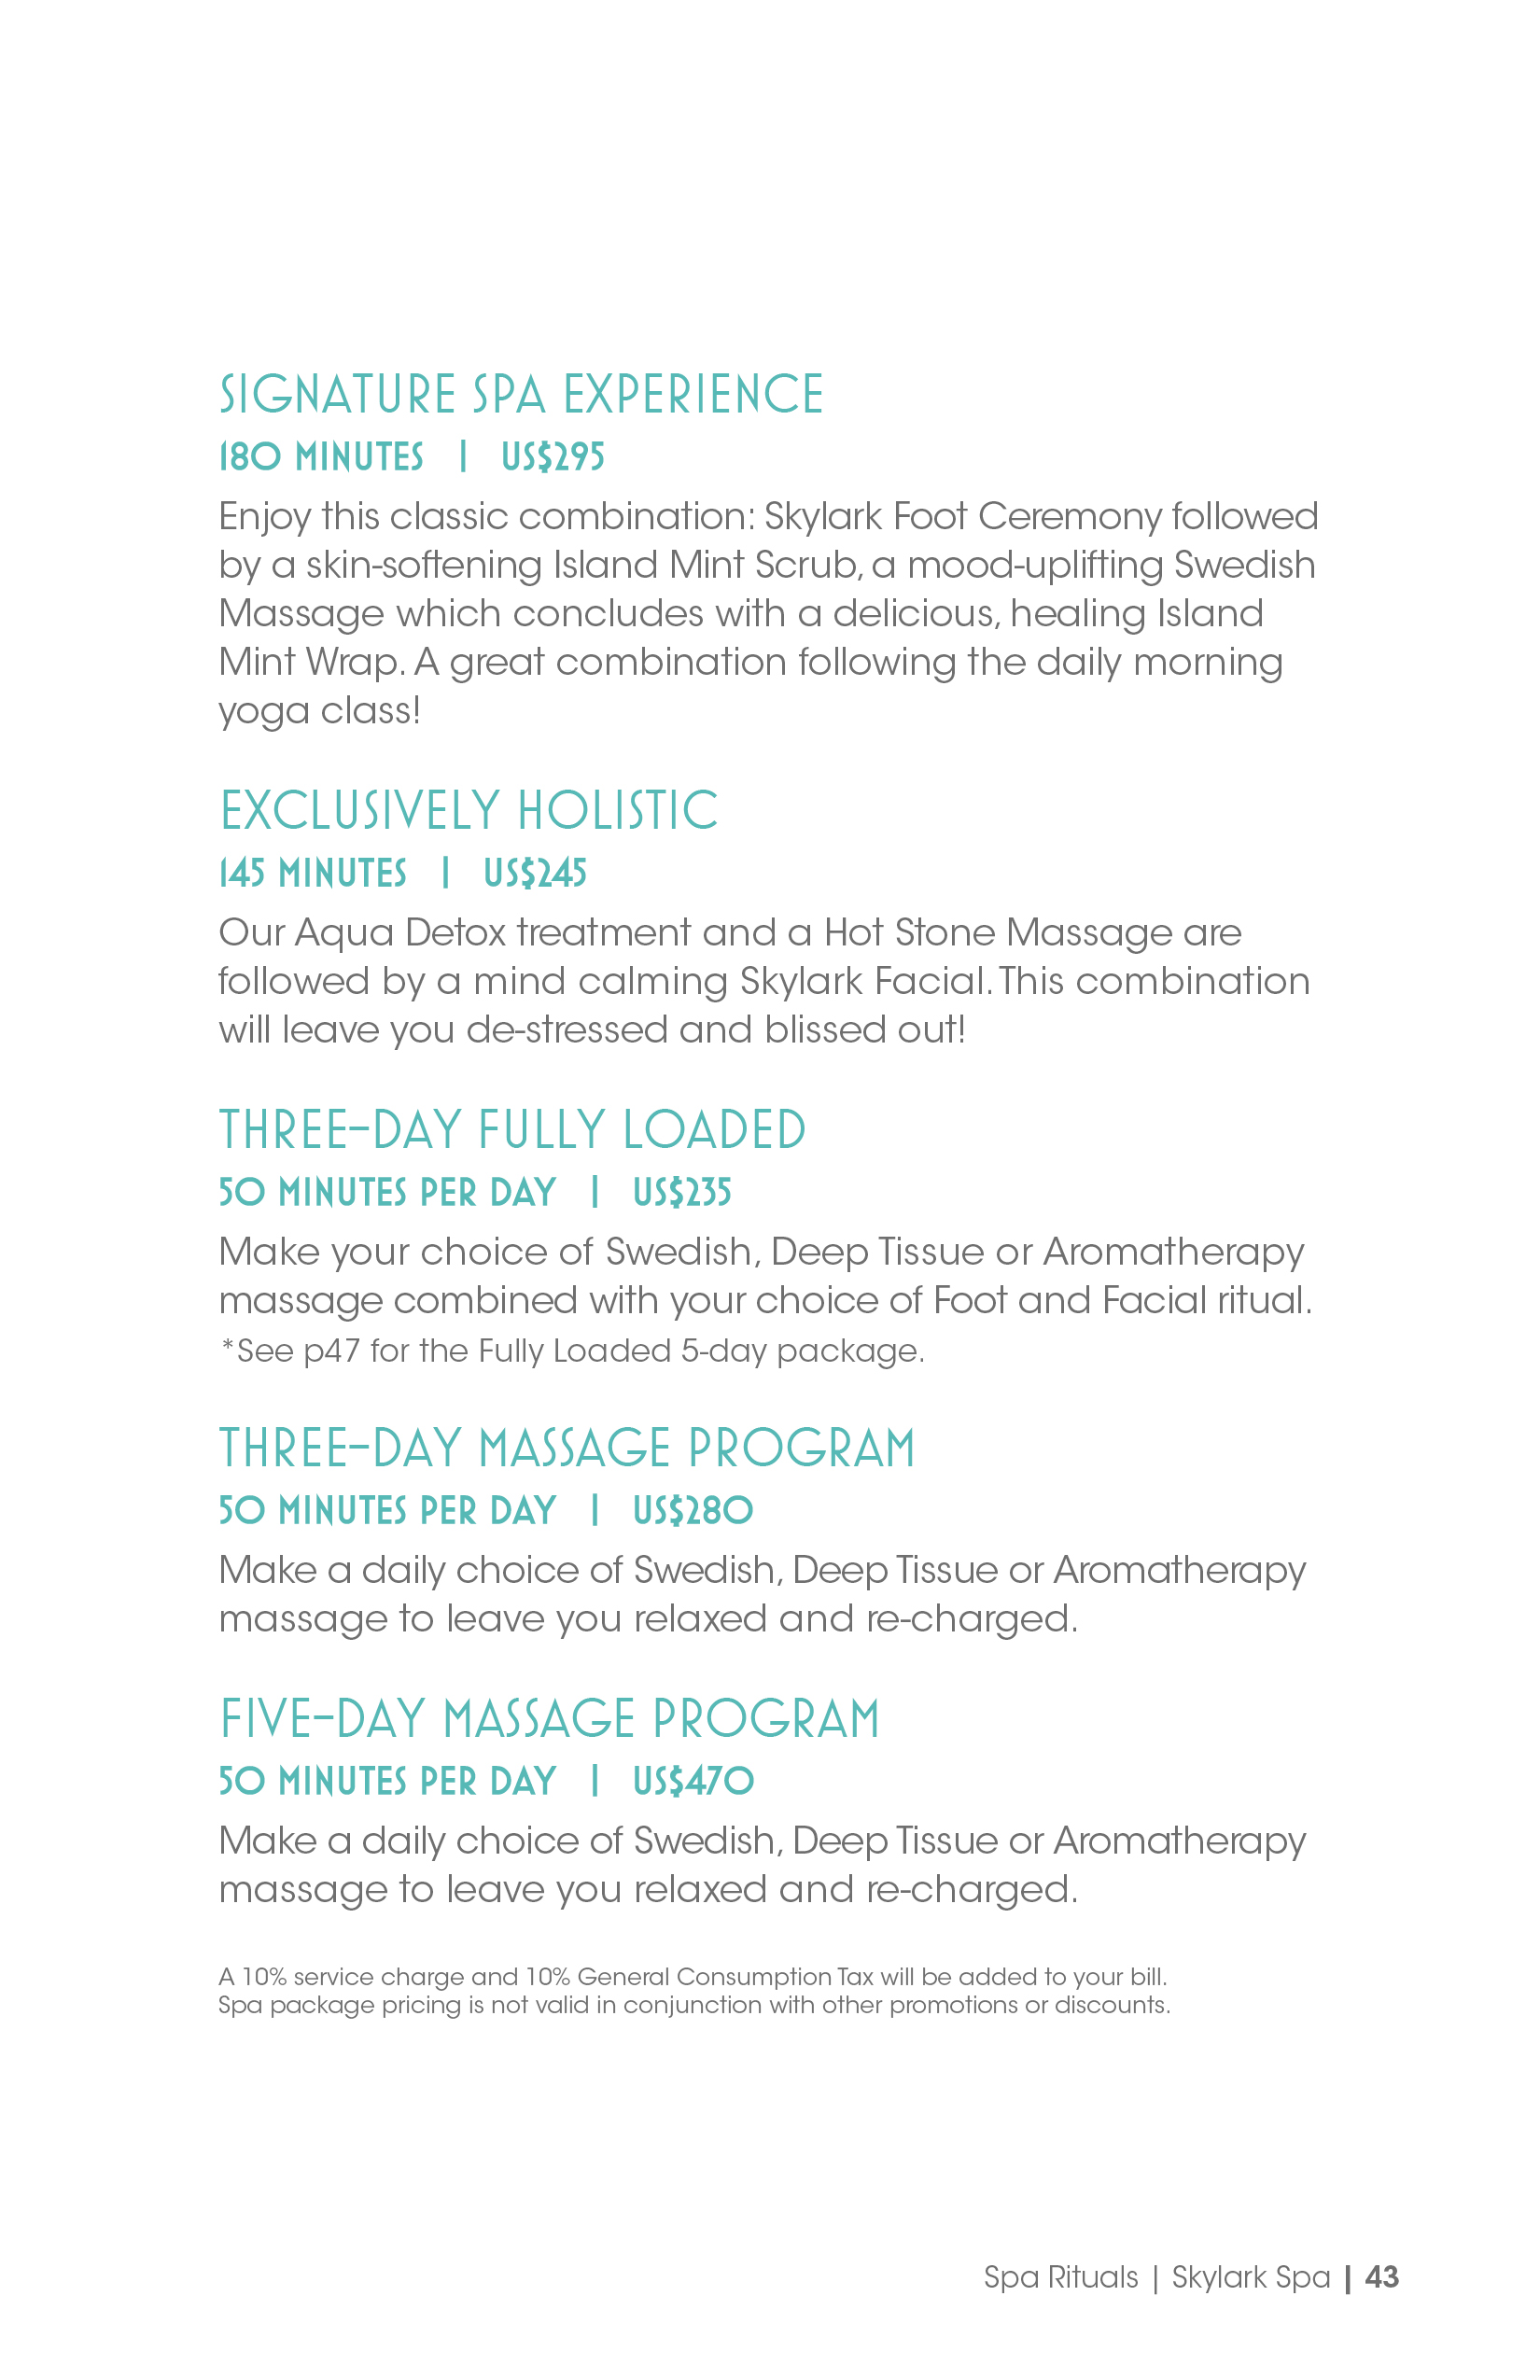 SIGNATURE SPA EXPERIENCE
180 MINUTES | US$295
Enjoy this classic combination: Skylark Foot Ceremony followed
by a skin-softening Island Mint Scrub, a mood-uplifting Swedish
Massage which concludes with a delicious, healing Island
Mint Wrap. A great combination following the daily morning
yoga class!
EXCLUSIVELY HOLISTIC
145 MINUTES | US$245
Our Aqua Detox treatment and a Hot Stone Massage are
followed by a mind calming Skylark Facial. This combination
will leave you de-stressed and blissed out!
THREE-DAY FULLY LOADED
50 MINUTES PER DAY | US$235
Make your choice of Swedish, Deep Tissue or Aromatherapy
massage combined with your choice of Foot and Facial ritual.
*See p47 for the Fully Loaded 5-day package.
THREE-DAY MASSAGE PROGRAM
50 MINUTES PER DAY | US$280
Make a daily choice of Swedish, Deep Tissue or Aromatherapy
massage to leave you relaxed and re-charged.
FIVE-DAY MASSAGE PROGRAM
50 MINUTES PER DAY | US$470
Make a daily choice of Swedish, Deep Tissue or Aromatherapy
massage to leave you relaxed and re-charged.
A 10% service charge and 10% General Consumption Tax will be added to your bill.
Spa package pricing is not valid in conjunction with other promotions or discounts.
Spa Rituals | Skylark Spa | 43